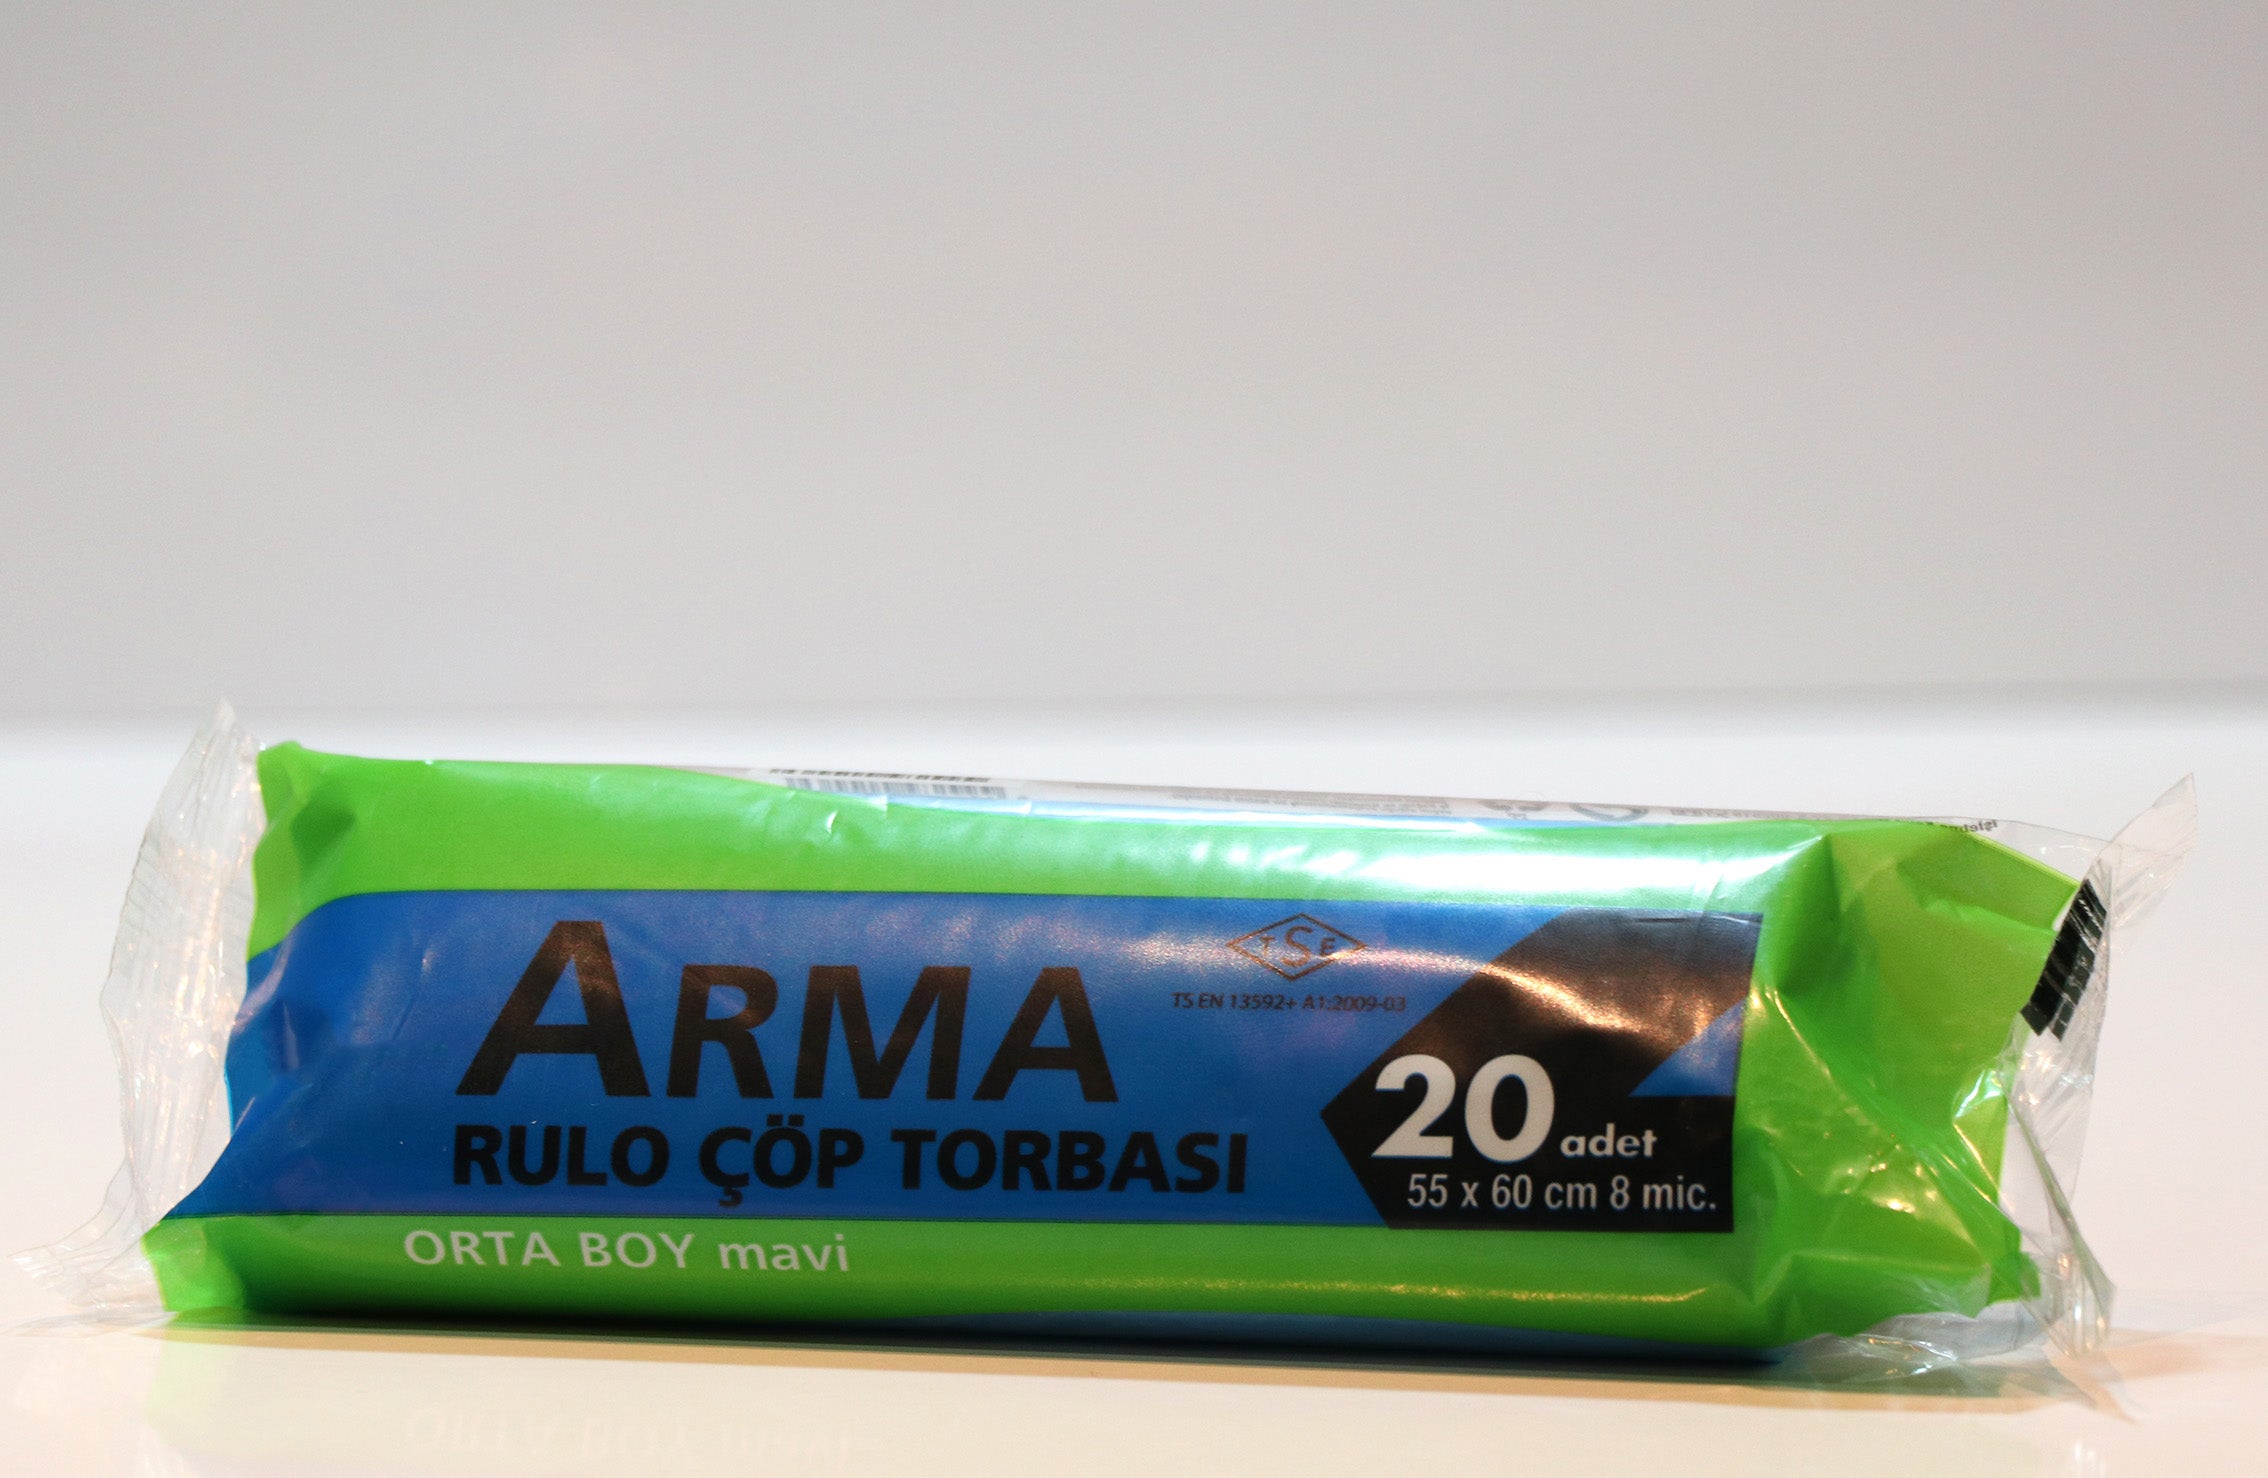 ARMA
RULO ÇÖP TORBASI
ORTA BOY mavi
TSE
TS EN 13592+ A1:2009-03
20 adet
55 x 60 cm 8 mic.